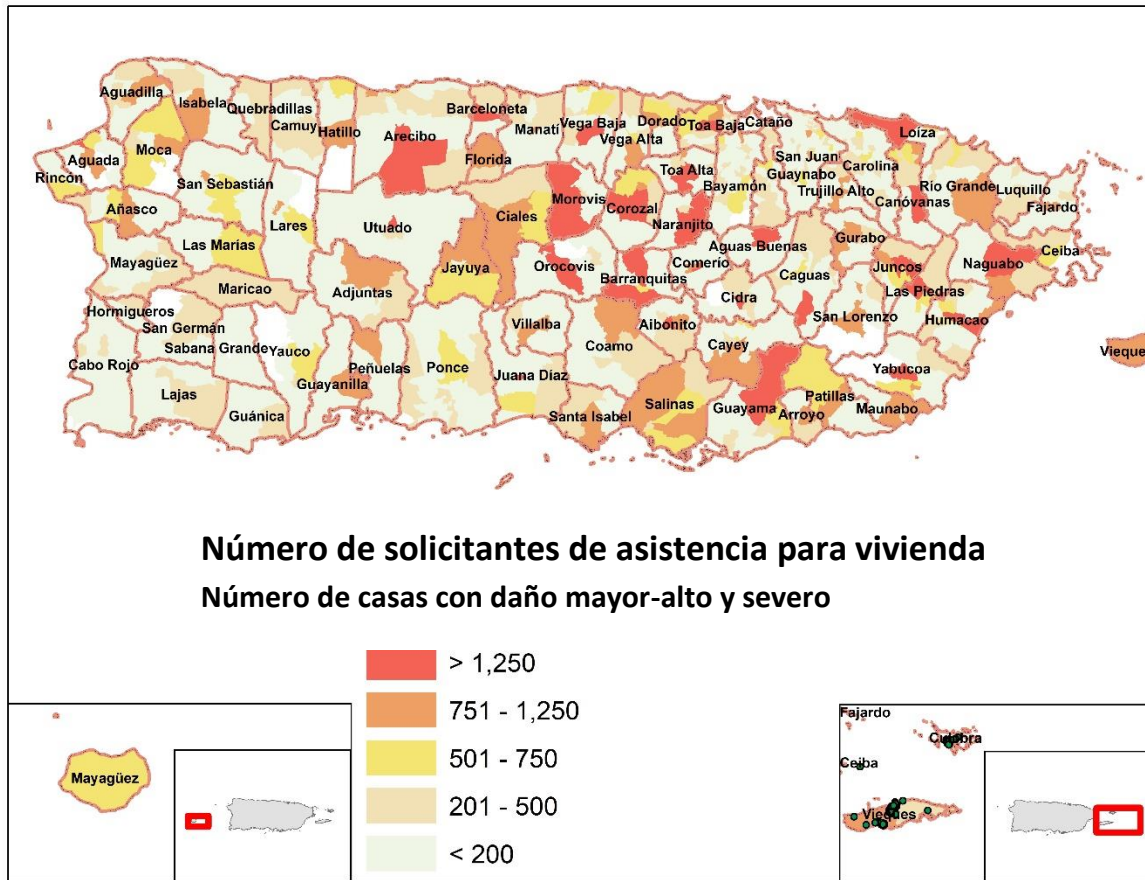 Aguadilla
Isabela
Quebradillas
Camuy
Hatillo
Barceloneta
Arecibo
Manatí
Vega Baja
Vega Alta
Dorado
Toa Baja
Cataño
Loíza
Moca
Aguada
Rincón
Florida
San Juan
Guaynabo
Carolina
San Sebastián
Toa Alta
Bayamón
Trujillo Alto
Río Grande
Luquillo
Canóvanas
Fajardo
Añasco
Lares
Utuado
Ciales
Morovis
Corozal
Naranjito
Las Marías
Aguas Buenas
Gurabo
Ceiba
Mayagüez
Jayuya
Orocovis
Barranquitas
Comerío
Caguas
Juncos
Naguabo
Maricao
Adjuntas
Cidra
Las Piedras
Hormigueros
San Germán
Villalba
Aibonito
San Lorenzo
Humacao
Sabana Grande
Yauco
Coamo
Cayey
Vieques
Cabo Rojo
Guayanilla
Peñuelas
Ponce
Juana Díaz
Yabucoa
Lajas
Guánica
Santa Isabel
Salinas
Guayama
Arroyo
Patillas
Maunabo
Número de solicitantes de asistencia para vivienda
Número de casas con daño mayor-alto y severo
> 1,250
751 - 1,250
501 - 750
201 - 500
< 200
Mayagüez
Fajardo
Culebra
Ceiba
Vieques